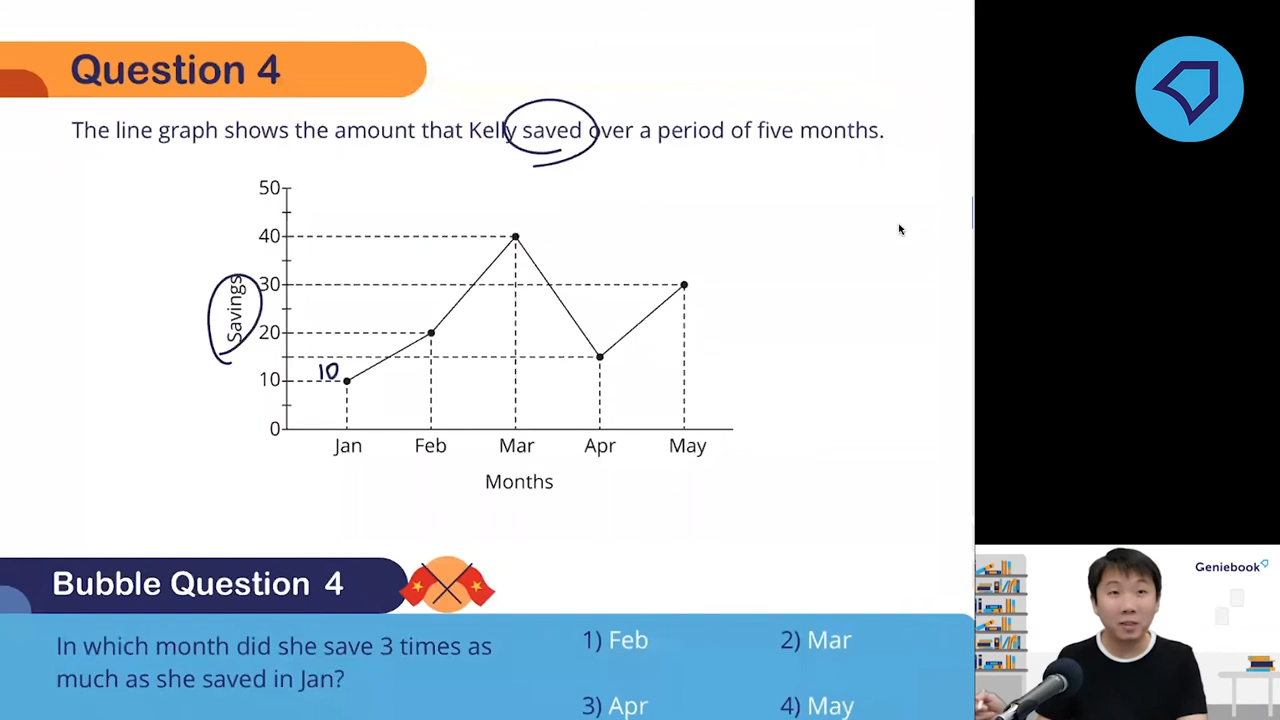 Question 4
The line graph shows the amount that Kelly saved over a period of five months.
50
40
30
20
10
0
Savings
10
Jan Feb Mar Apr May
Months
Bubble Question 4
In which month did she save 3 times as
much as she saved in Jan?
1) Feb 2) Mar
3) Apr 4) May
Geniebook